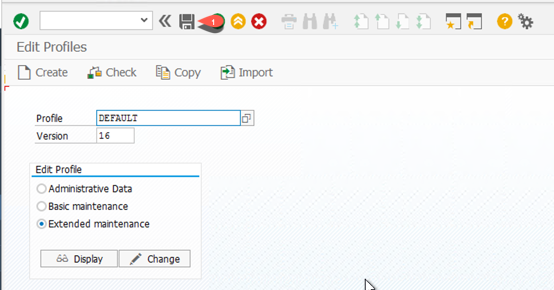 1
Edit Profiles
Create Check Copy Import
Profile DEFAULT
Version 16
Edit Profile
Administrative Data
Basic maintenance
Extended maintenance
Display Change